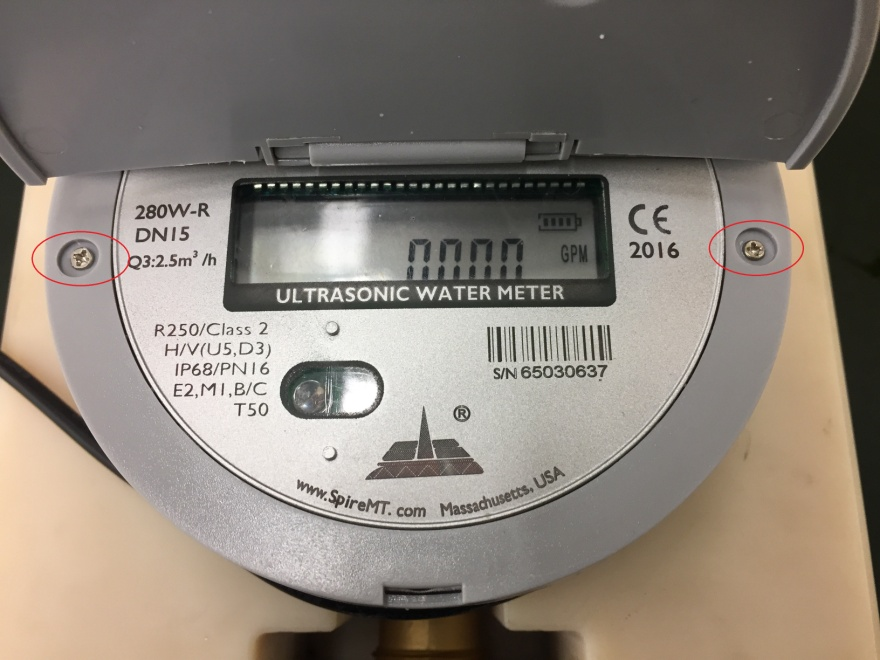 280W-R
DN15
Q3:2.5m³/h
0000
GPM
CE
2016
ULTRASONIC WATER METER
R250/Class 2
H/V(U5,D3)
IP68/PN16
E2,M1,B/C
T50
S/N 65030637
®
www.SpireMT.com Massachusetts, USA